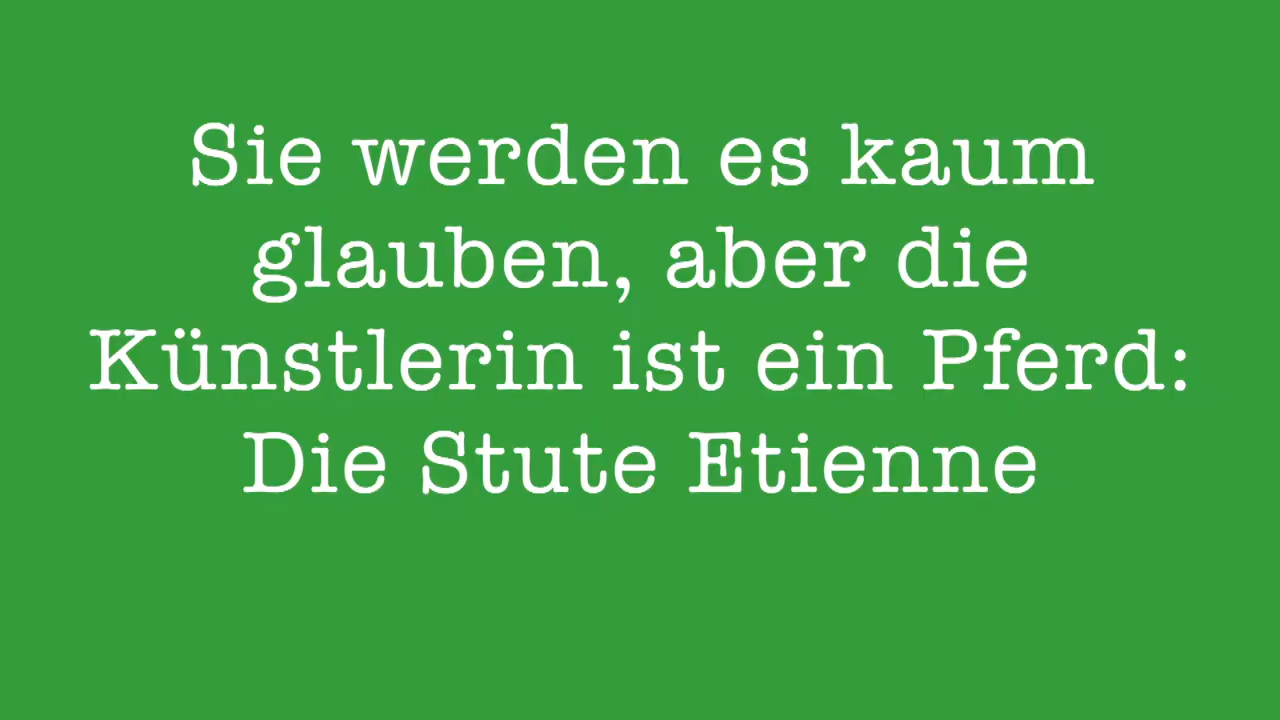 Sie werden es kaum
glauben, aber die
Künstlerin ist ein Pferd:
Die Stute Etienne